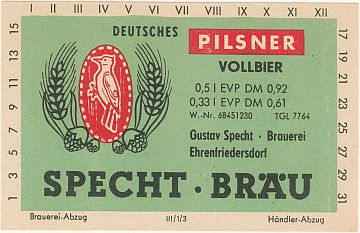 I II III IV V VI VII VIII IX X XI XII
DEUTSCHES PILSNER
VOLLBIER
0,5 l EVP DM 0,92
0,33 l EVP DM 0,61
W.-Nr. 68451230 TGL 7764
Gustav Specht · Brauerei
Ehrenfriedersdorf
SPECHT · BRÄU
15
13
11
9
7
5
3
1
17
19
21
23
25
27
29
31
Brauerei-Abzug III/1/3 Händler-Abzug